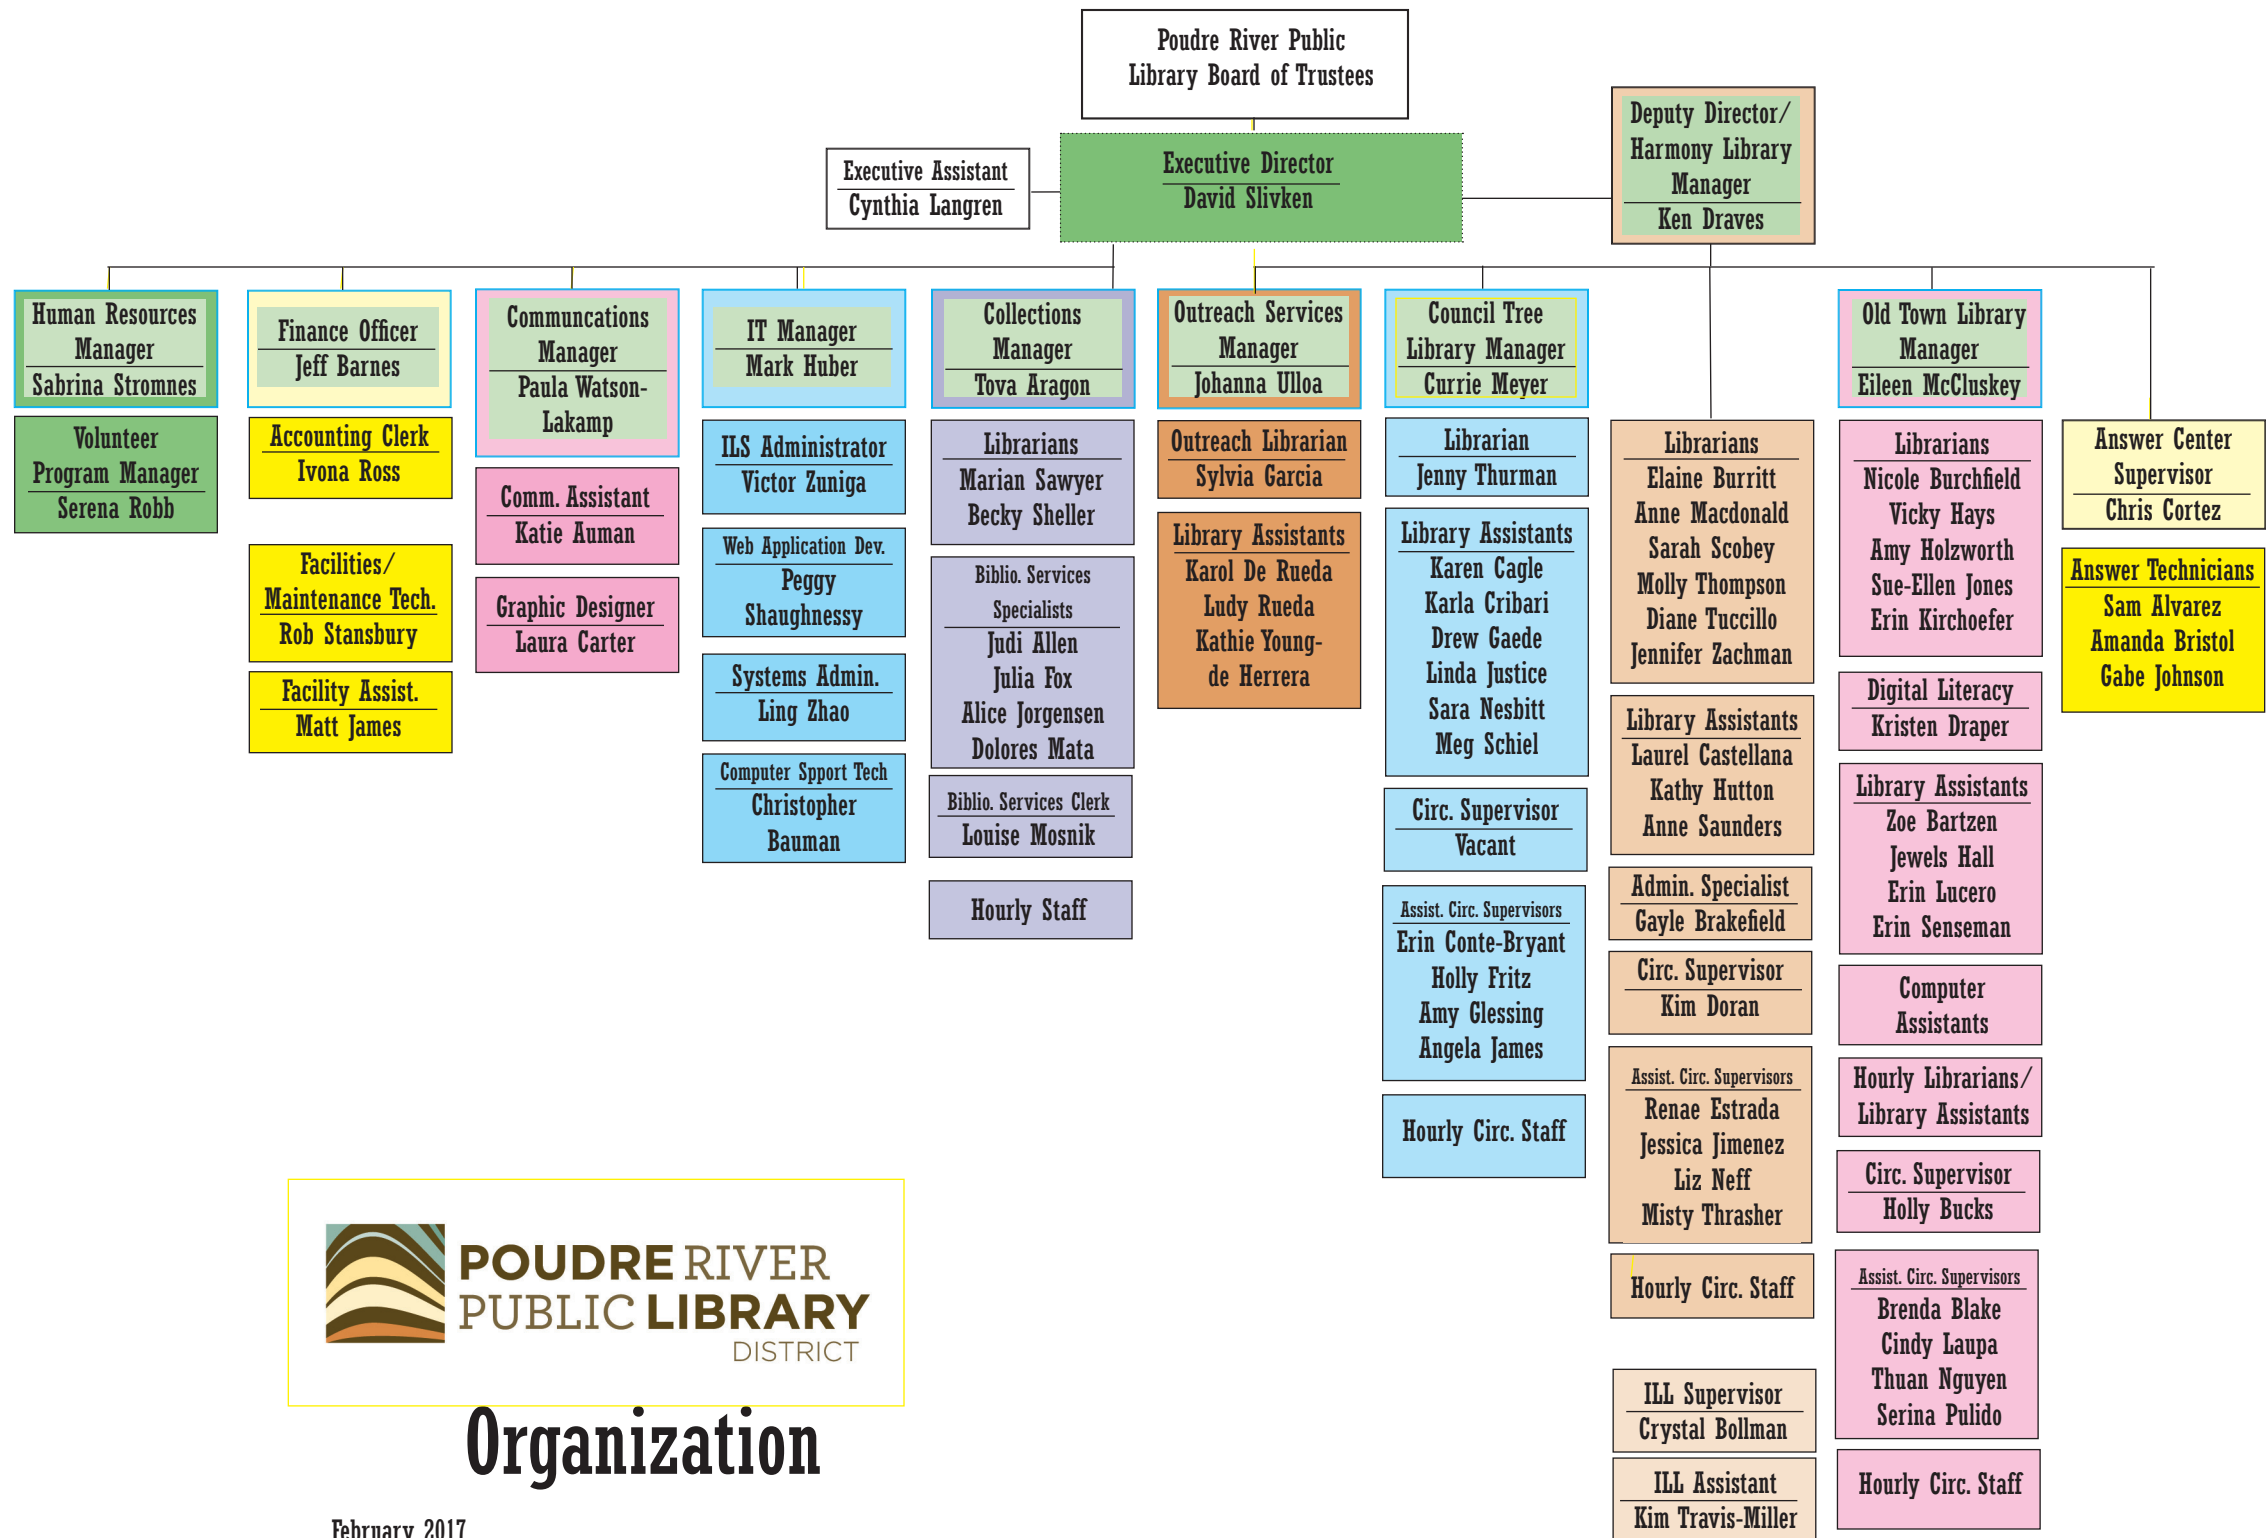 Poudre River Public
Library Board of Trustees
Executive Assistant
Cynthia Langren
Executive Director
David Slivken
Deputy Director/
Harmony Library
Manager
Ken Draves
Human Resources
Manager
Sabrina Stromnes
Volunteer
Program Manager
Serena Robb
Finance Officer
Jeff Barnes
Accounting Clerk
Ivona Ross
Facilities/
Maintenance Tech.
Rob Stansbury
Facility Assist.
Matt James
Communcations
Manager
Paula Watson-
Lakamp
Comm. Assistant
Katie Auman
Graphic Designer
Laura Carter
IT Manager
Mark Huber
ILS Administrator
Victor Zuniga
Web Application Dev.
Peggy
Shaughnessy
Systems Admin.
Ling Zhao
Computer Spport Tech
Christopher
Bauman
Collections
Manager
Tova Aragon
Librarians
Marian Sawyer
Becky Sheller
Biblio. Services
Specialists
Judi Allen
Julia Fox
Alice Jorgensen
Dolores Mata
Biblio. Services Clerk
Louise Mosnik
Hourly Staff
Outreach Services
Manager
Johanna Ulloa
Outreach Librarian
Sylvia Garcia
Library Assistants
Karol De Rueda
Ludy Rueda
Kathie Young-
de Herrera
Council Tree
Library Manager
Currie Meyer
Librarian
Jenny Thurman
Library Assistants
Karen Cagle
Karla Cribari
Drew Gaede
Linda Justice
Sara Nesbitt
Meg Schiel
Circ. Supervisor
Vacant
Assist. Circ. Supervisors
Erin Conte-Bryant
Holly Fritz
Amy Glessing
Angela James
Hourly Circ. Staff
Librarians
Elaine Burritt
Anne Macdonald
Sarah Scobey
Molly Thompson
Diane Tuccillo
Jennifer Zachman
Library Assistants
Laurel Castellana
Kathy Hutton
Anne Saunders
Admin. Specialist
Gayle Brakefield
Circ. Supervisor
Kim Doran
Assist. Circ. Supervisors
Renae Estrada
Jessica Jimenez
Liz Neff
Misty Thrasher
Hourly Circ. Staff
ILL Supervisor
Crystal Bollman
ILL Assistant
Kim Travis-Miller
Old Town Library
Manager
Eileen McCluskey
Librarians
Nicole Burchfield
Vicky Hays
Amy Holzworth
Sue-Ellen Jones
Erin Kirchoefer
Digital Literacy
Kristen Draper
Library Assistants
Zoe Bartzen
Jewels Hall
Erin Lucero
Erin Senseman
Computer
Assistants
Hourly Librarians/
Library Assistants
Circ. Supervisor
Holly Bucks
Assist. Circ. Supervisors
Brenda Blake
Cindy Laupa
Thuan Nguyen
Serina Pulido
Hourly Circ. Staff
Answer Center
Supervisor
Chris Cortez
Answer Technicians
Sam Alvarez
Amanda Bristol
Gabe Johnson
POUDRE RIVER
PUBLIC LIBRARY
DISTRICT
Organization
February 2017